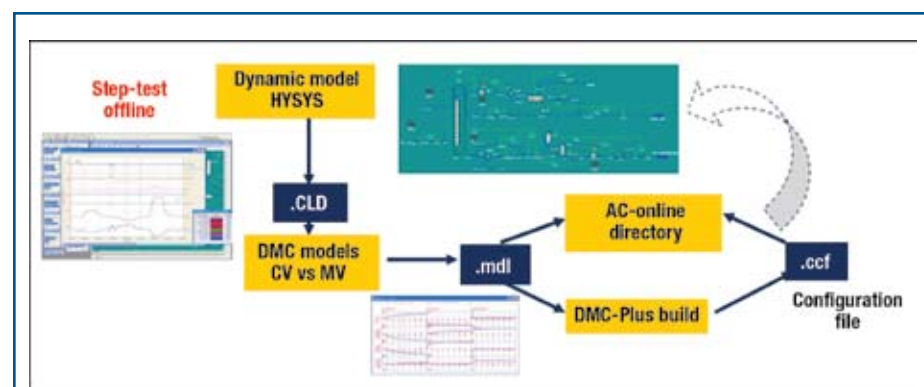 Step-test
offline
Dynamic model
HYSYS
.CLD
DMC models
CV vs MV
.mdl
AC-online
directory
DMC-Plus build
.ccf
Configuration
file